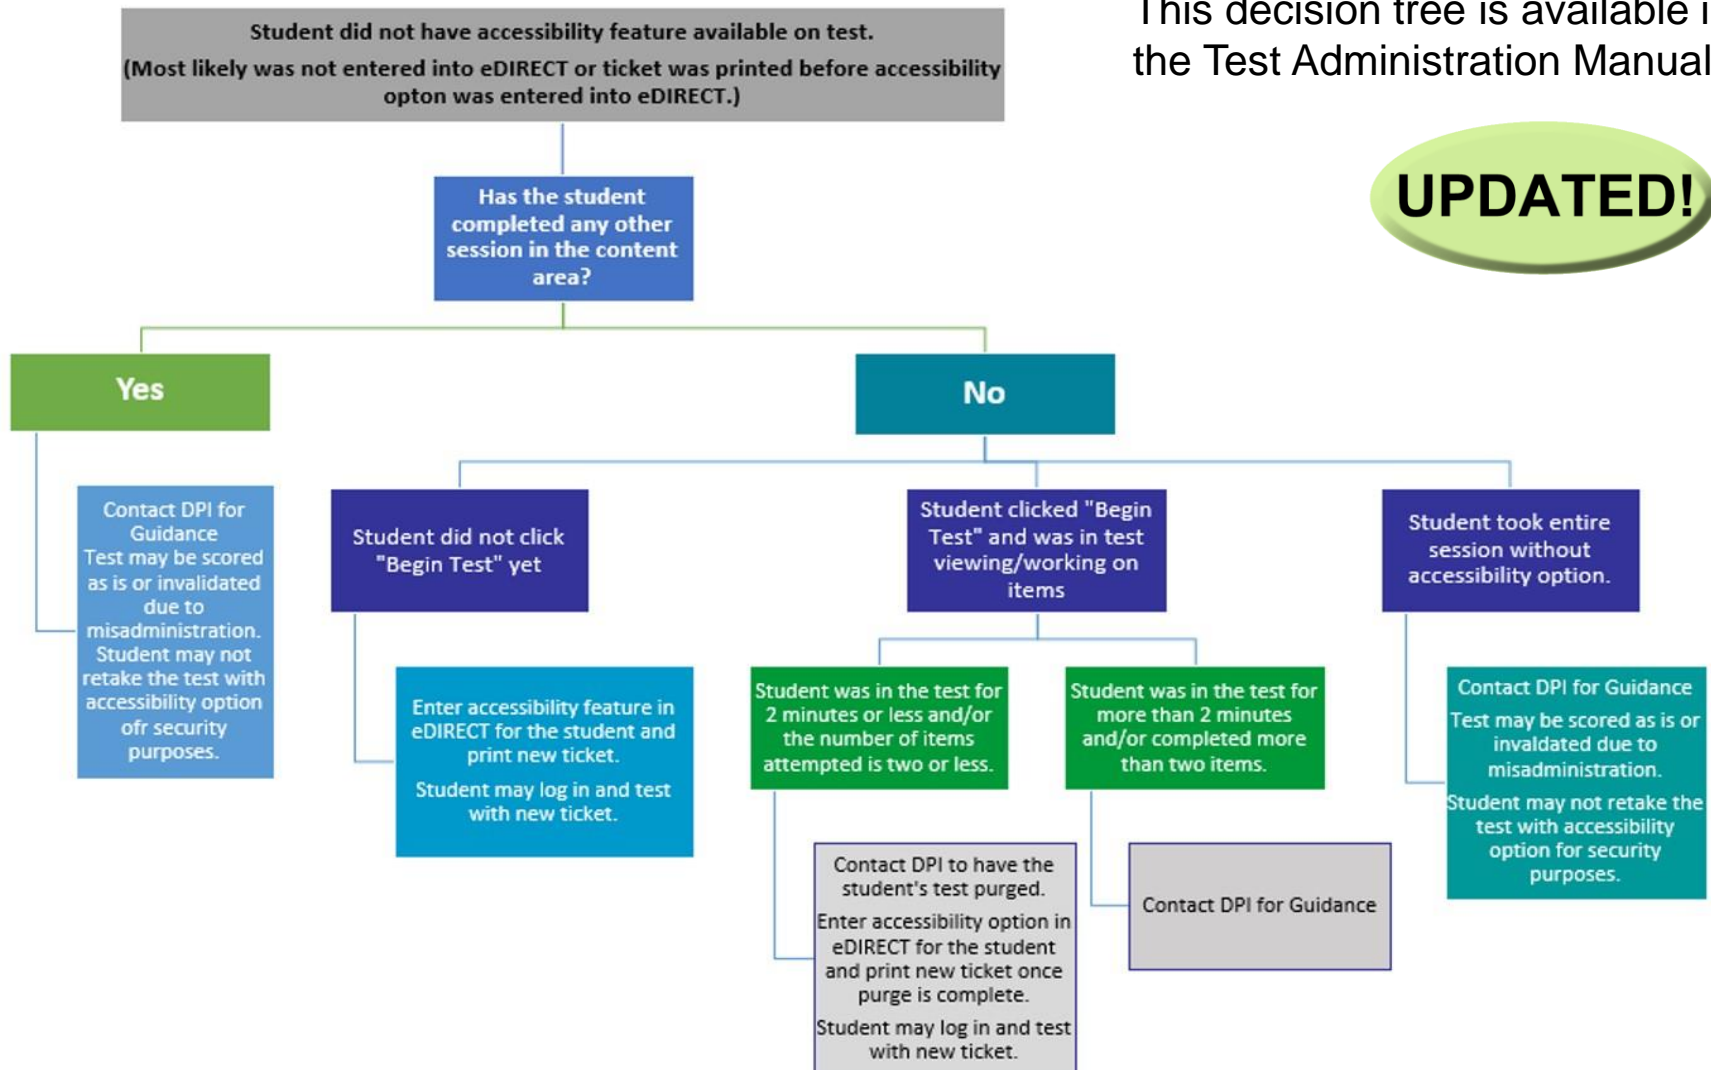 This decision tree is available i
the Test Administration Manual
UPDATED!
Student did not have accessibility feature available on test.
(Most likely was not entered into eDIRECT or ticket was printed before accessibility
opton was entered into eDIRECT.)
Has the student
completed any other
session in the content
area?
Yes
No
Contact DPI for
Guidance
Test may be scored
as is or invalidated
due to
misadministration.
Student may not
retake the test with
accessibility option
ofr security
purposes.
Student did not click
"Begin Test" yet
Enter accessibility feature in
eDIRECT for the student and
print new ticket.
Student may log in and test
with new ticket.
Student clicked "Begin
Test" and was in test
viewing/working on
items
Student was in the test for
2 minutes or less and/or
the number of items
attempted is two or less.
Contact DPI to have the
student's test purged.
Enter accessibility option in
eDIRECT for the student
and print new ticket once
purge is complete.
Student may log in and test
with new ticket.
Student was in the test for
more than 2 minutes
and/or completed more
than two items.
Contact DPI for Guidance
Student took entire
session without
accessibility option.
Contact DPI for Guidance
Test may be scored as is or
invaldated due to
misadministration.
Student may not retake the
test with accessibility
option for security
purposes.